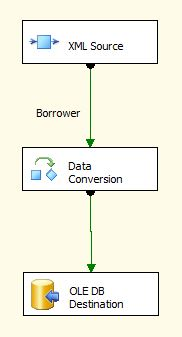 XML Source
Borrower
Data
Conversion
OLE DB
Destination